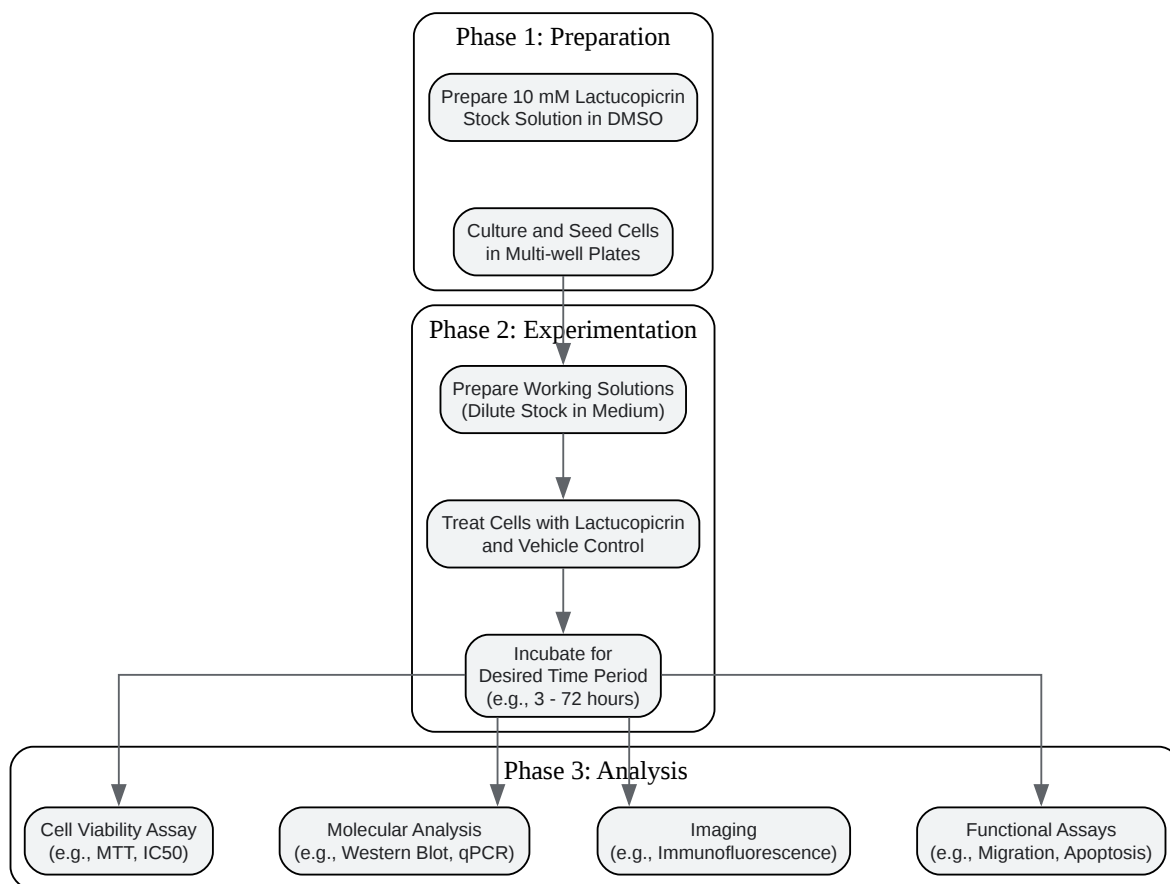 Phase 1: Preparation
Prepare 10 mM Lactucopicrin
Stock Solution in DMSO
Culture and Seed Cells
in Multi-well Plates
Phase 2: Experimentation
Prepare Working Solutions
(Dilute Stock in Medium)
Treat Cells with Lactucopicrin
and Vehicle Control
Incubate for
Desired Time Period
(e.g., 3 - 72 hours)
Phase 3: Analysis
Cell Viability Assay
(e.g., MTT, IC50)
Molecular Analysis
(e.g., Western Blot, qPCR)
Imaging
(e.g., Immunofluorescence)
Functional Assays
(e.g., Migration, Apoptosis)